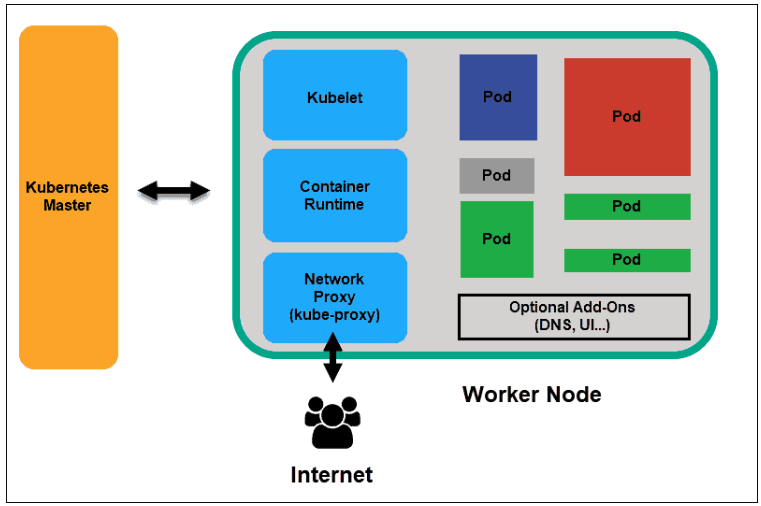 Kubernetes
Master
Kubelet
Container
Runtime
Network
Proxy
(kube-proxy)
Pod
Pod
Pod
Pod
Pod
Pod
Optional Add-Ons
(DNS, UI...)
Worker Node
Internet